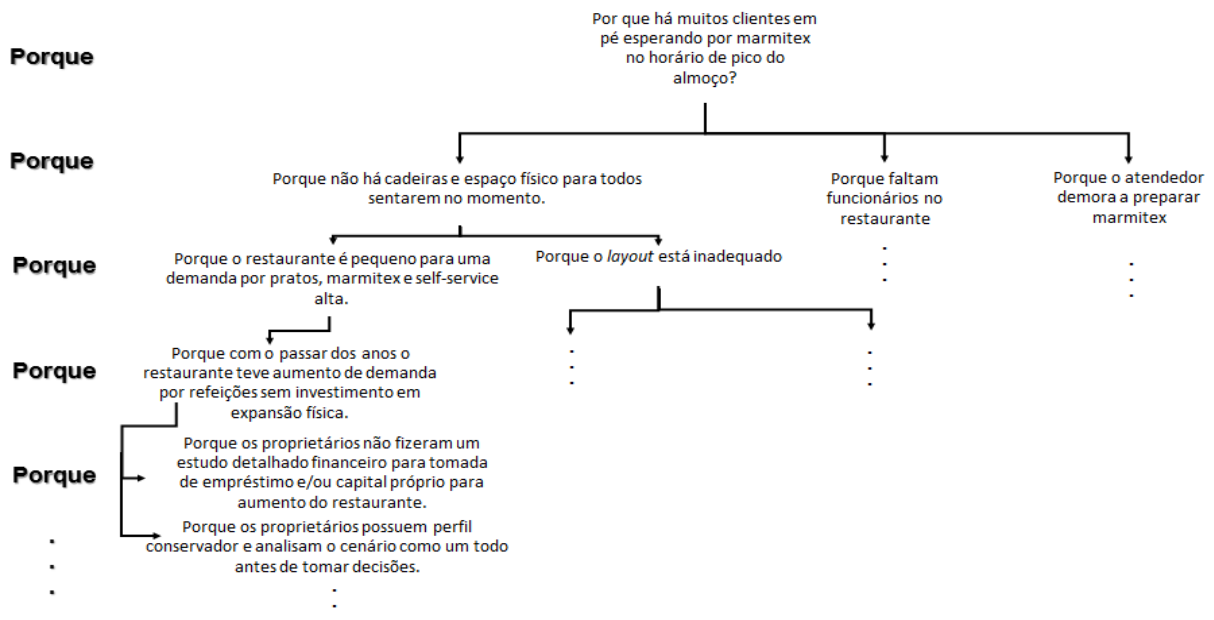 Por que há muitos clientes em
pé esperando por marmitex
no horário de pico do
almoço?
Porque
Porque
Porque não há cadeiras e espaço físico para todos
sentarem no momento.
Porque faltam
funcionários no
restaurante
Porque o atendedor
demora a preparar
marmitex
Porque
Porque o restaurante é pequeno para uma
demanda por pratos, marmitex e self-service
alta.
Porque o layout está inadequado
Porque
Porque com o passar dos anos o
restaurante teve aumento de demanda
por refeições sem investimento em
expansão física.
Porque
Porque os proprietários não fizeram um
estudo detalhado financeiro para tomada
de empréstimo e/ou capital próprio para
aumento do restaurante.
Porque os proprietários possuem perfil
conservador e analisam o cenário como um todo
antes de tomar decisões.